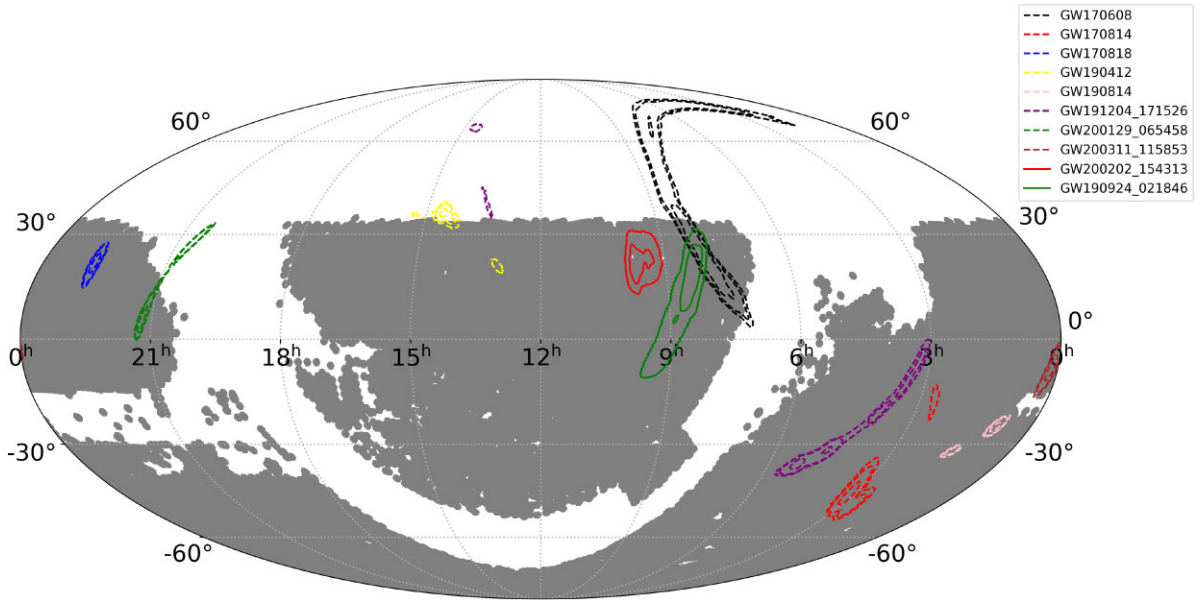 GW170608
GW170814
GW170818
GW190412
GW190814
GW191204_171526
GW200129_065458
GW200311_115853
GW200202_154313
GW190924_021846
60° 60°
30° 30°
0°
0h 21h 18h 15h 12h 9h 6h 3h 0h
-30° -30°
-60° -60°